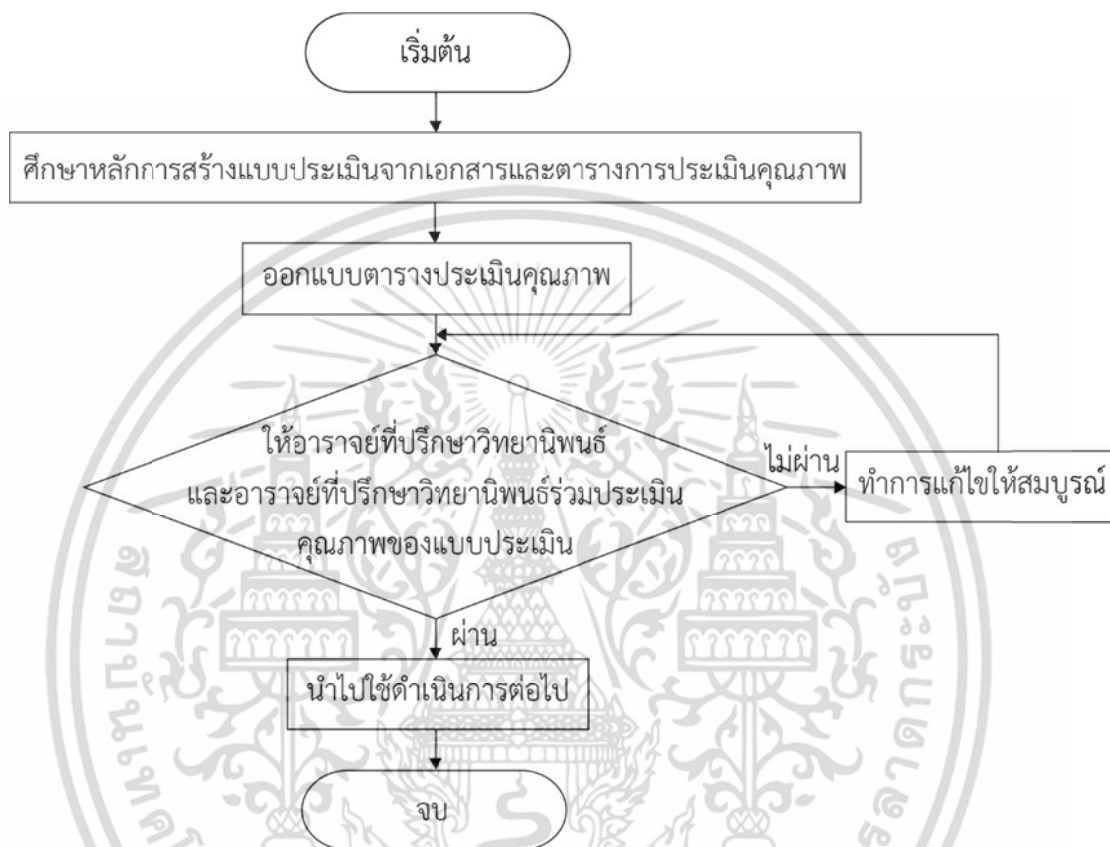 เริ่มต้น
ศึกษาหลักการสร้างแบบประเมินจากเอกสารและตารางการประเมินคุณภาพ
ออกแบบตารางประเมินคุณภาพ
ให้อาราจย์ที่ปรึกษาวิทยานิพนธ์
และอาราจย์ที่ปรึกษาวิทยานิพนธ์ร่วมประเมิน
คุณภาพของแบบประเมิน
ไม่ผ่าน
ทำการแก้ไขให้สมบูรณ์
ผ่าน
นำไปใช้ดำเนินการต่อไป
จบ